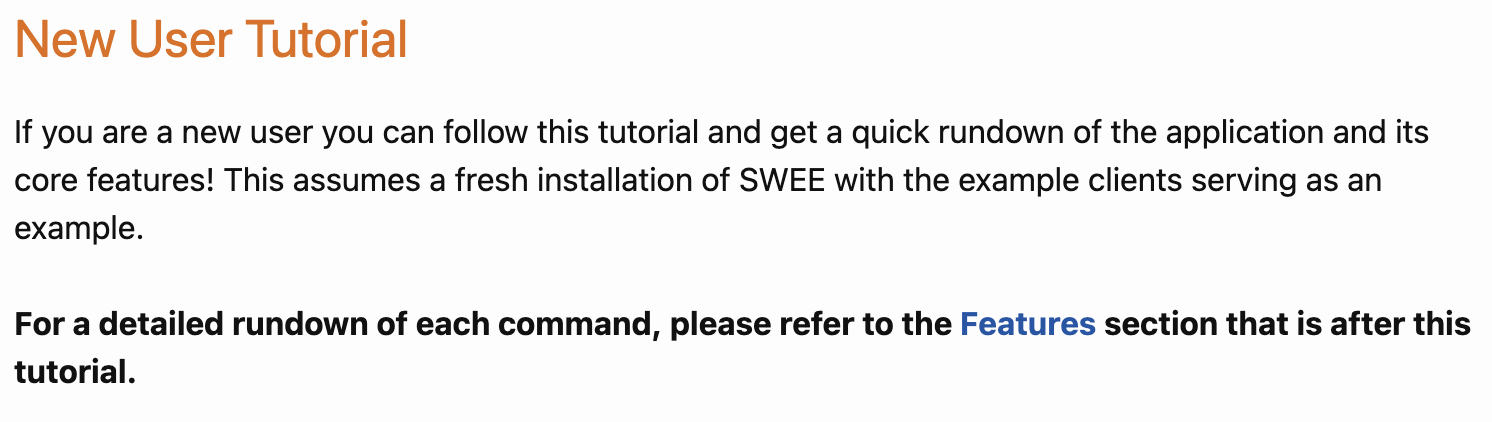 New User Tutorial
If you are a new user you can follow this tutorial and get a quick rundown of the application and its
core features! This assumes a fresh installation of SWEE with the example clients serving as an
example.
For a detailed rundown of each command, please refer to the Features section that is after this
tutorial.